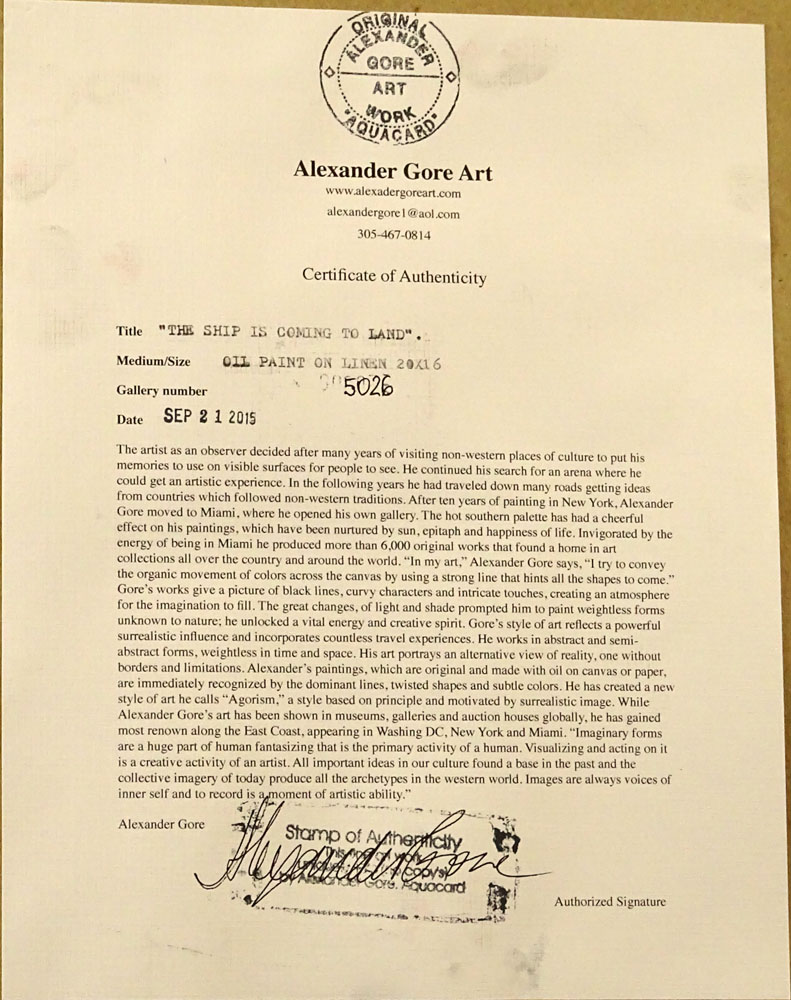 ORIGINAL
ALEXANDER
GORE
ART
WORK
"AQUACARD"
Alexander Gore Art
www.alexadergoreart.com
alexandergore1@aol.com
305-467-0814
Certificate of Authenticity
Title "THE SHIP IS COMING TO LAND".
Medium/Size OIL PAINT ON LINEN 20X16
Gallery number 5026
Date SEP 21 2015
The artist as an observer decided after many years of visiting non-western places of culture to put his
memories to use on visible surfaces for people to see. He continued his search for an arena where he
could get an artistic experience. In the following years he had traveled down many roads getting ideas
from countries which followed non-western traditions. After ten years of painting in New York, Alexander
Gore moved to Miami, where he opened his own gallery. The hot southern palette has had a cheerful
effect on his paintings, which have been nurtured by sun, epitaph and happiness of life. Invigorated by the
energy of being in Miami he produced more than 6,000 original works that found a home in art
collections all over the country and around the world. “In my art,” Alexander Gore says, “I try to convey
the organic movement of colors across the canvas by using a strong line that hints all the shapes to come.”
Gore’s works give a picture of black lines, curvy characters and intricate touches, creating an atmosphere
for the imagination to fill. The great changes, of light and shade prompted him to paint weightless forms
unknown to nature; he unlocked a vital energy and creative spirit. Gore’s style of art reflects a powerful
surrealistic influence and incorporates countless travel experiences. He works in abstract and semi-
abstract forms, weightless in time and space. His art portrays an alternative view of reality, one without
borders and limitations. Alexander’s paintings, which are original and made with oil on canvas or paper,
are immediately recognized by the dominant lines, twisted shapes and subtle colors. He has created a new
style of art he calls “Agorism,” a style based on principle and motivated by surrealistic image. While
Alexander Gore’s art has been shown in museums, galleries and auction houses globally, he has gained
most renown along the East Coast, appearing in Washing DC, New York and Miami. “Imaginary forms
are a huge part of human fantasizing that is the primary activity of a human. Visualizing and acting on it
is a creative activity of an artist. All important ideas in our culture found a base in the past and the
collective imagery of today produce all the archetypes in the western world. Images are always voices of
inner self and to record is a moment of artistic ability.”
Alexander Gore
Stamp of Authenticity
Copy's
Alexander Gore. Aquacard
Authorized Signature